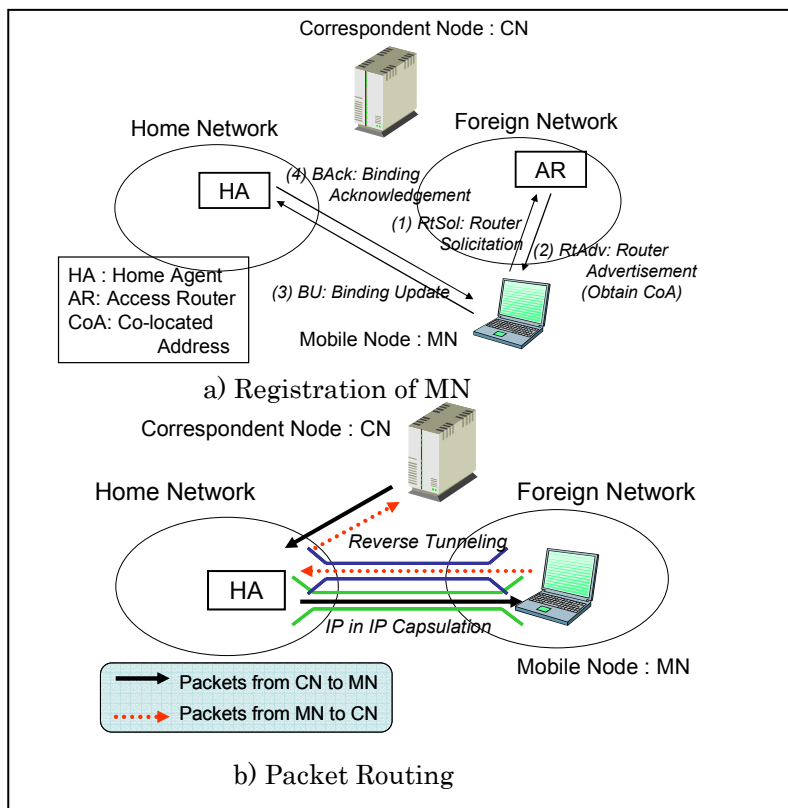 Correspondent Node : CN
Home Network
Foreign Network
HA
AR
(4) BAck: Binding
Acknowledgement
(1) RtSol: Router
Solicitation
(2) RtAdv: Router
Advertisement
(Obtain CoA)
HA : Home Agent
AR: Access Router
CoA: Co-located
Address
(3) BU: Binding Update
Mobile Node : MN
a) Registration of MN
Correspondent Node : CN
Home Network
Foreign Network
Reverse Tunneling
HA
IP in IP Capsulation
Mobile Node : MN
Packets from CN to MN
Packets from MN to CN
b) Packet Routing